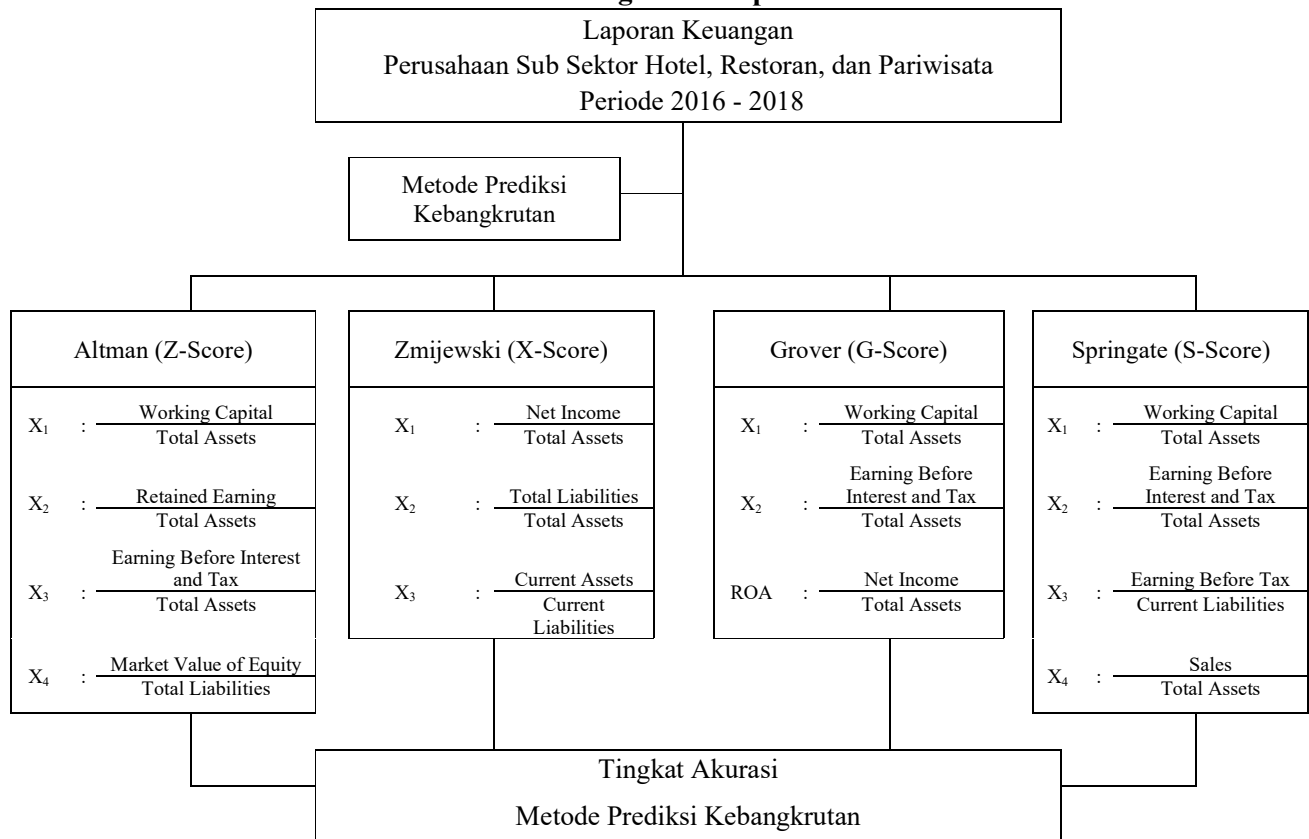 Laporan Keuangan
Perusahaan Sub Sektor Hotel, Restoran, dan Pariwisata
Periode 2016 - 2018
Metode Prediksi
Kebangkrutan
Altman (Z-Score)
X₁ : Working Capital
Total Assets
X₂ : Retained Earning
Total Assets
X₃ : Earning Before Interest
and Tax
Total Assets
X₄ : Market Value of Equity
Total Liabilities
Zmijewski (X-Score)
X₁ : Net Income
Total Assets
X₂ : Total Liabilities
Total Assets
X₃ : Current Assets
Current
Liabilities
Grover (G-Score)
X₁ : Working Capital
Total Assets
X₂ : Earning Before
Interest and Tax
Total Assets
ROA : Net Income
Total Assets
Springate (S-Score)
X₁ : Working Capital
Total Assets
X₂ : Earning Before
Interest and Tax
Total Assets
X₃ : Earning Before Tax
Current Liabilities
X₄ : Sales
Total Assets
Tingkat Akurasi
Metode Prediksi Kebangkrutan